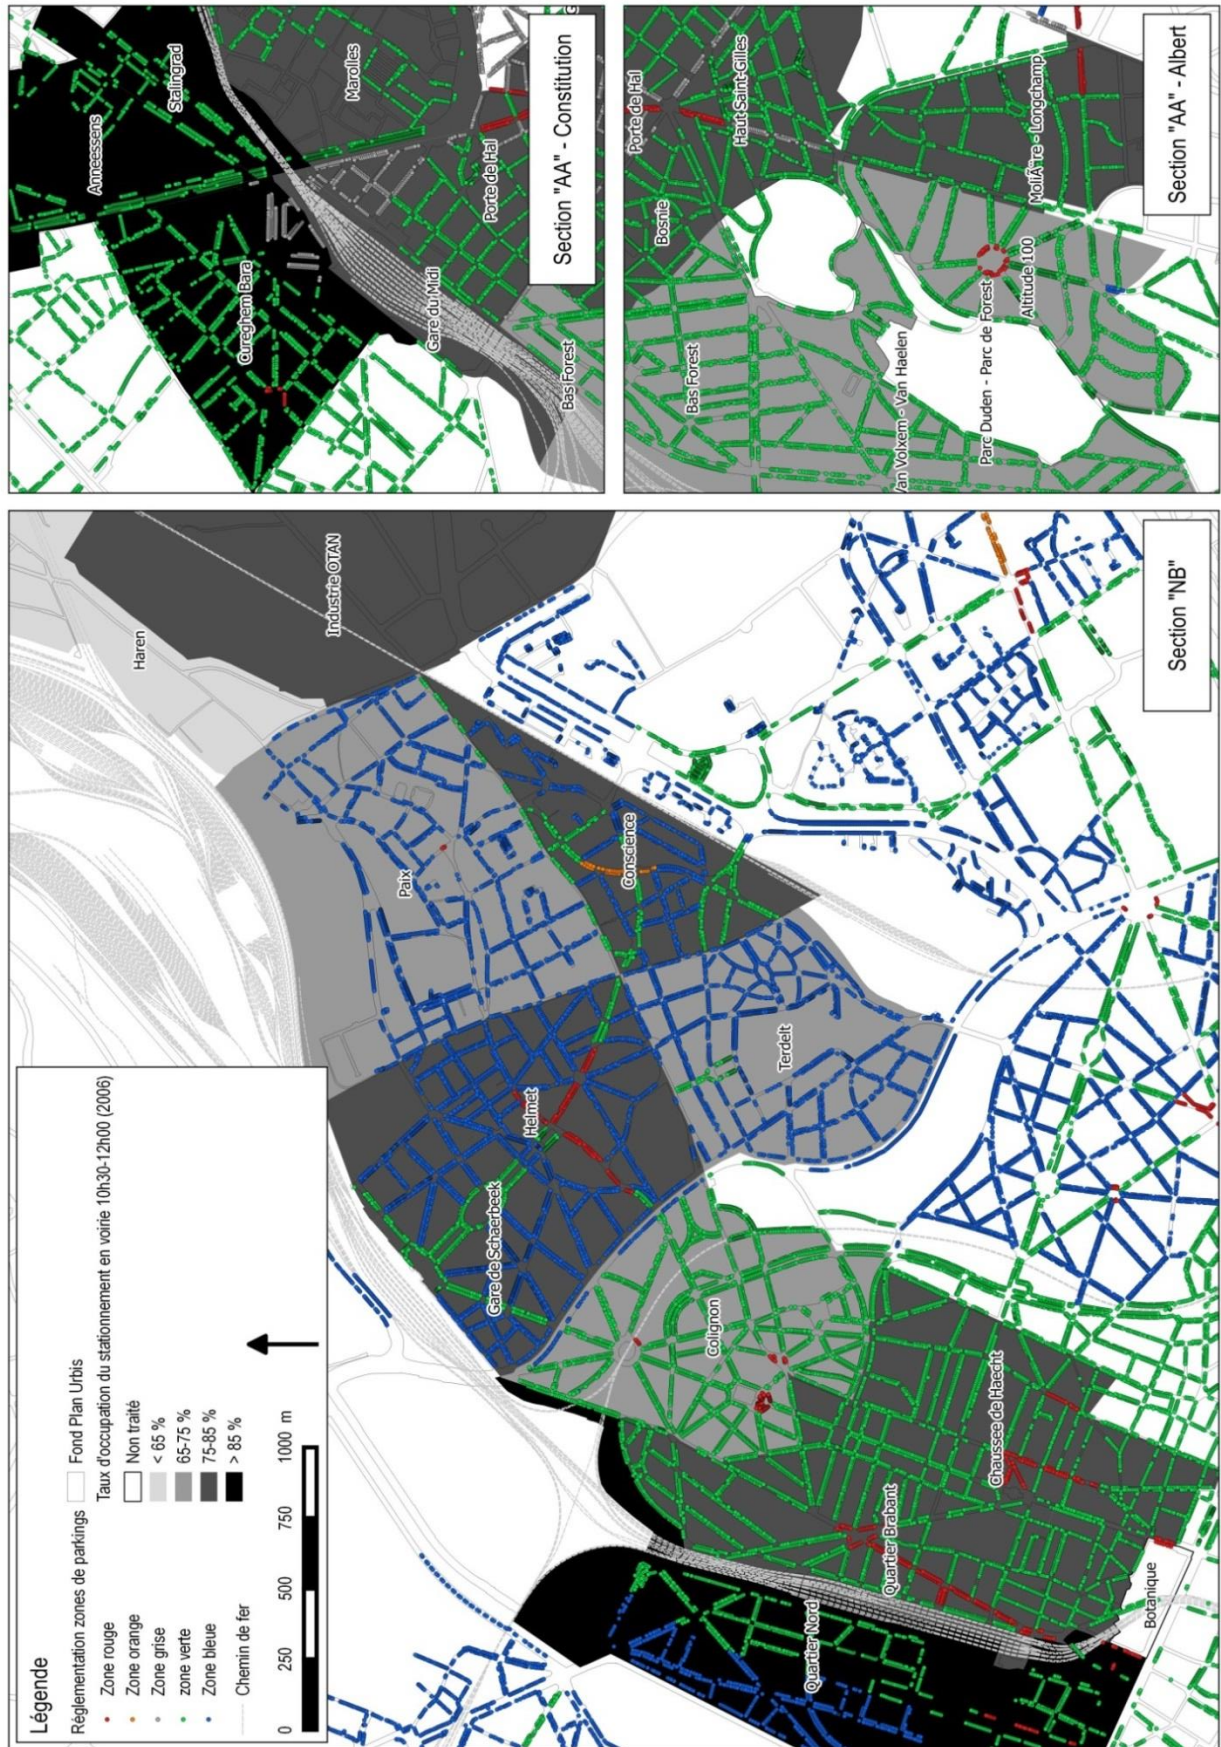 Légende
Réglementation zones de parkings
Zone rouge
Zone orange
Zone grise
zone verte
Zone bleue
Chemin de fer
Fond Plan Urbis
Taux d'occupation du stationnement en voirie 10h30-12h00 (2006)
Non traité
< 65 %
65-75 %
75-85 %
> 85 %
0 250 500 750 1000 m
Haren
Industrie OTAN
Paix
Conscience
Helmet
Gare de Schaerbeek
Terdelt
Colignon
chaussee de Haecht
Quartier Brabant
Quartier Nord
Botanique
Section "NB"
Anneessens
Stalingrad
Marolles
Cureghem Bara
Porte de Hal
Gare du Midi
Bas Forest
Section "AA" - Constitution
Porte de Hal
Haut Saint-Gilles
Bosnie
Bas Forest
Van Volxem - Van Haelen
MoliÃ¨re - Longchamp
Altitude 100
Parc Duden - Parc de Forest
Section "AA" - Albert